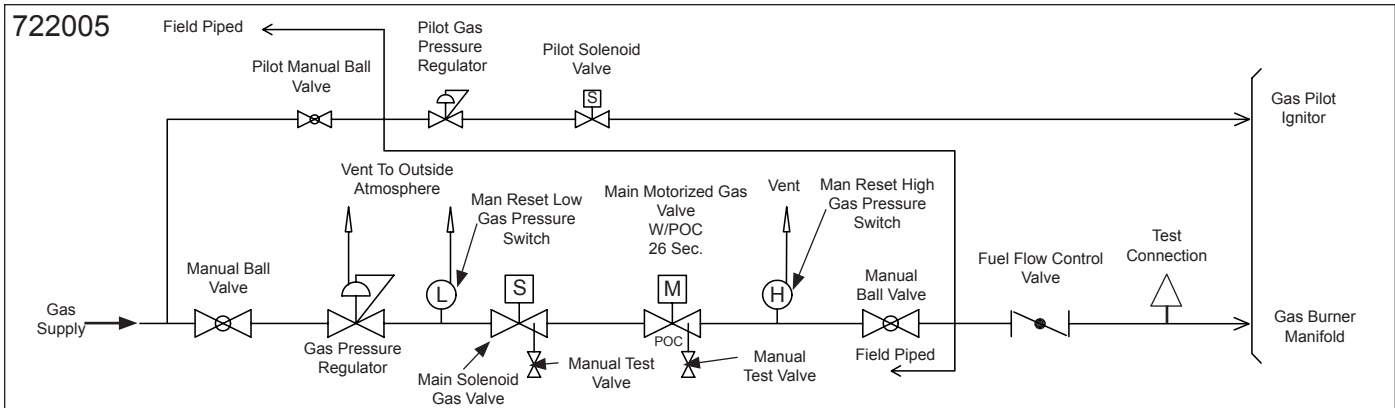 722005
Field Piped
Pilot Gas
Pressure
Regulator
Pilot Solenoid
Valve
Pilot Manual Ball
Valve
S
Gas Pilot
Ignitor
Vent To Outside
Atmosphere
Man Reset Low
Gas Pressure
Switch
Main Motorized Gas
Valve
W/POC
26 Sec.
Vent
Man Reset High
Gas Pressure
Switch
Manual Ball
Valve
Manual
Ball Valve
Fuel Flow Control
Valve
Test
Connection
L
S
M
H
Gas
Supply
POC
Gas Burner
Manifold
Gas Pressure
Regulator
Main Solenoid
Gas Valve
Manual Test
Valve
Manual
Test Valve
Field Piped